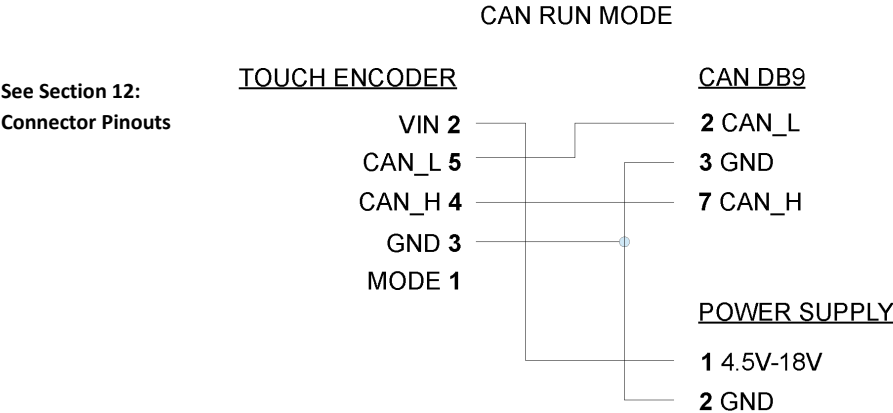 CAN RUN MODE
See Section 12:
Connector Pinouts
TOUCH ENCODER
VIN 2
CAN_L 5
CAN_H 4
GND 3
MODE 1
CAN DB9
2 CAN_L
3 GND
7 CAN_H
POWER SUPPLY
1 4.5V-18V
2 GND